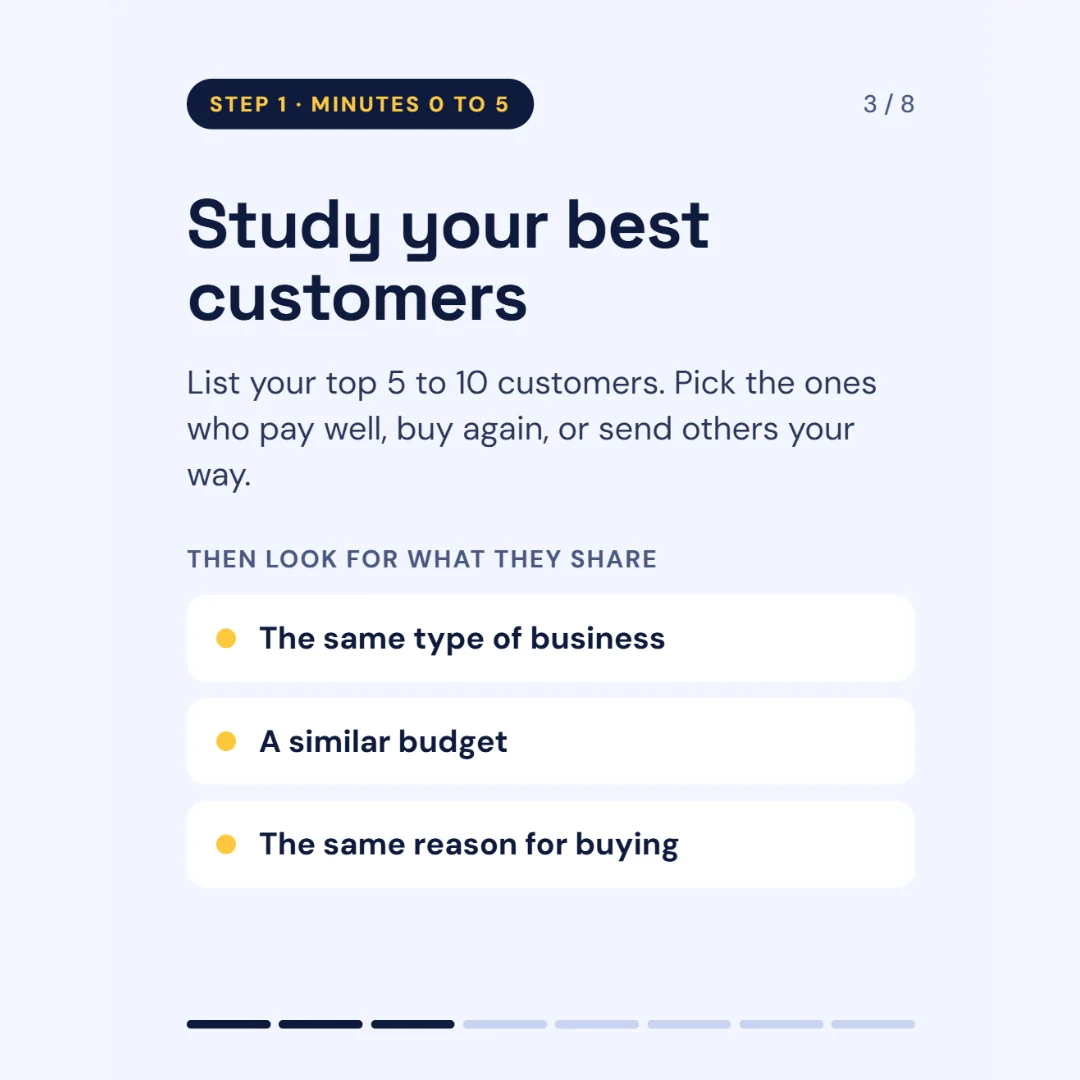 STEP 1 · MINUTES 0 TO 5
3 / 8
Study your best
customers
List your top 5 to 10 customers. Pick the ones
who pay well, buy again, or send others your
way.
THEN LOOK FOR WHAT THEY SHARE
The same type of business
A similar budget
The same reason for buying